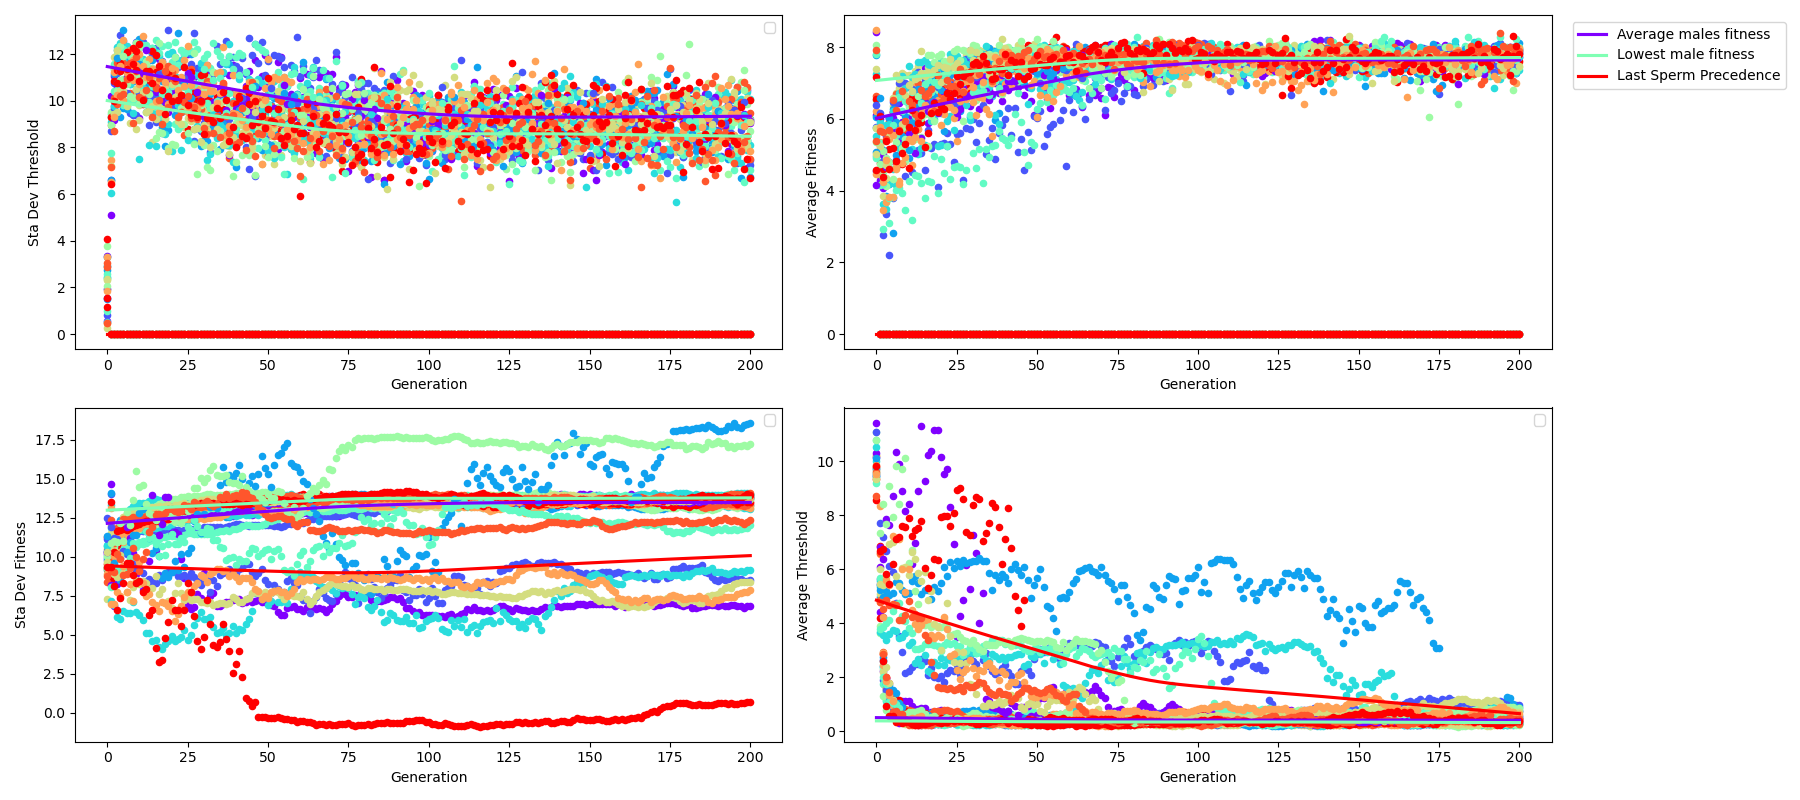 Sta Dev Threshold
12
10
8
6
4
2
0
0 25 50 75 100 125 150 175 200
Generation
Average Fitness
8
6
4
2
0
0 25 50 75 100 125 150 175 200
Generation
Average males fitness
Lowest male fitness
Last Sperm Precedence
Sta Dev Fitness
17.5
15.0
12.5
10.0
7.5
5.0
2.5
0.0
0 25 50 75 100 125 150 175 200
Generation
Average Threshold
10
8
6
4
2
0
0 25 50 75 100 125 150 175 200
Generation